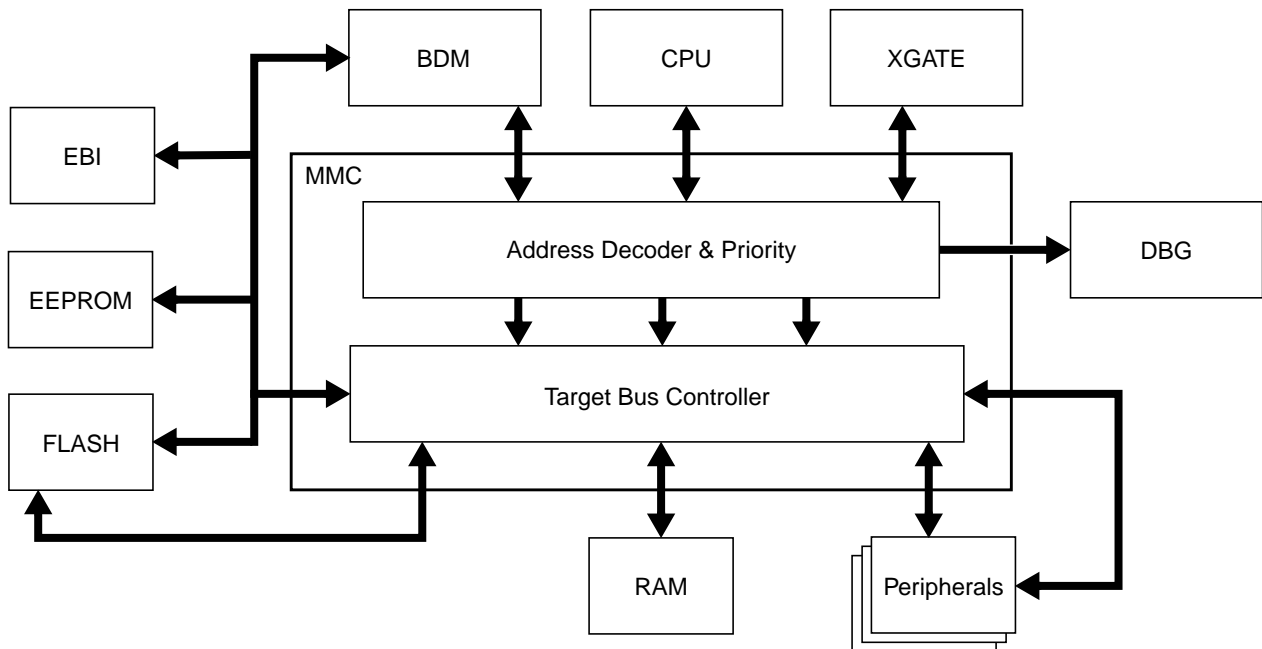 BDM
CPU
XGATE
EBI
MMC
Address Decoder & Priority
DBG
EEPROM
Target Bus Controller
FLASH
RAM
Peripherals